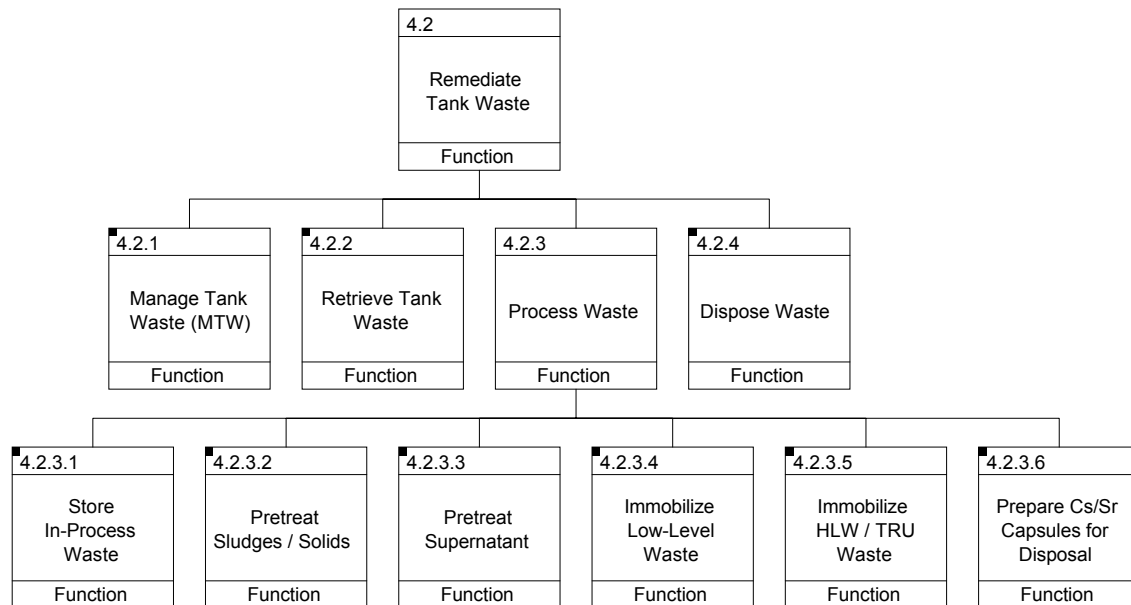 4.2
Remediate
Tank Waste
Function
4.2.1
Manage Tank
Waste (MTW)
Function
4.2.2
Retrieve Tank
Waste
Function
4.2.3
Process Waste
Function
4.2.4
Dispose Waste
Function
4.2.3.1
Store
In-Process
Waste
Function
4.2.3.2
Pretreat
Sludges / Solids
Function
4.2.3.3
Pretreat
Supernatant
Function
4.2.3.4
Immobilize
Low-Level
Waste
Function
4.2.3.5
Immobilize
HLW / TRU
Waste
Function
4.2.3.6
Prepare Cs/Sr
Capsules for
Disposal
Function